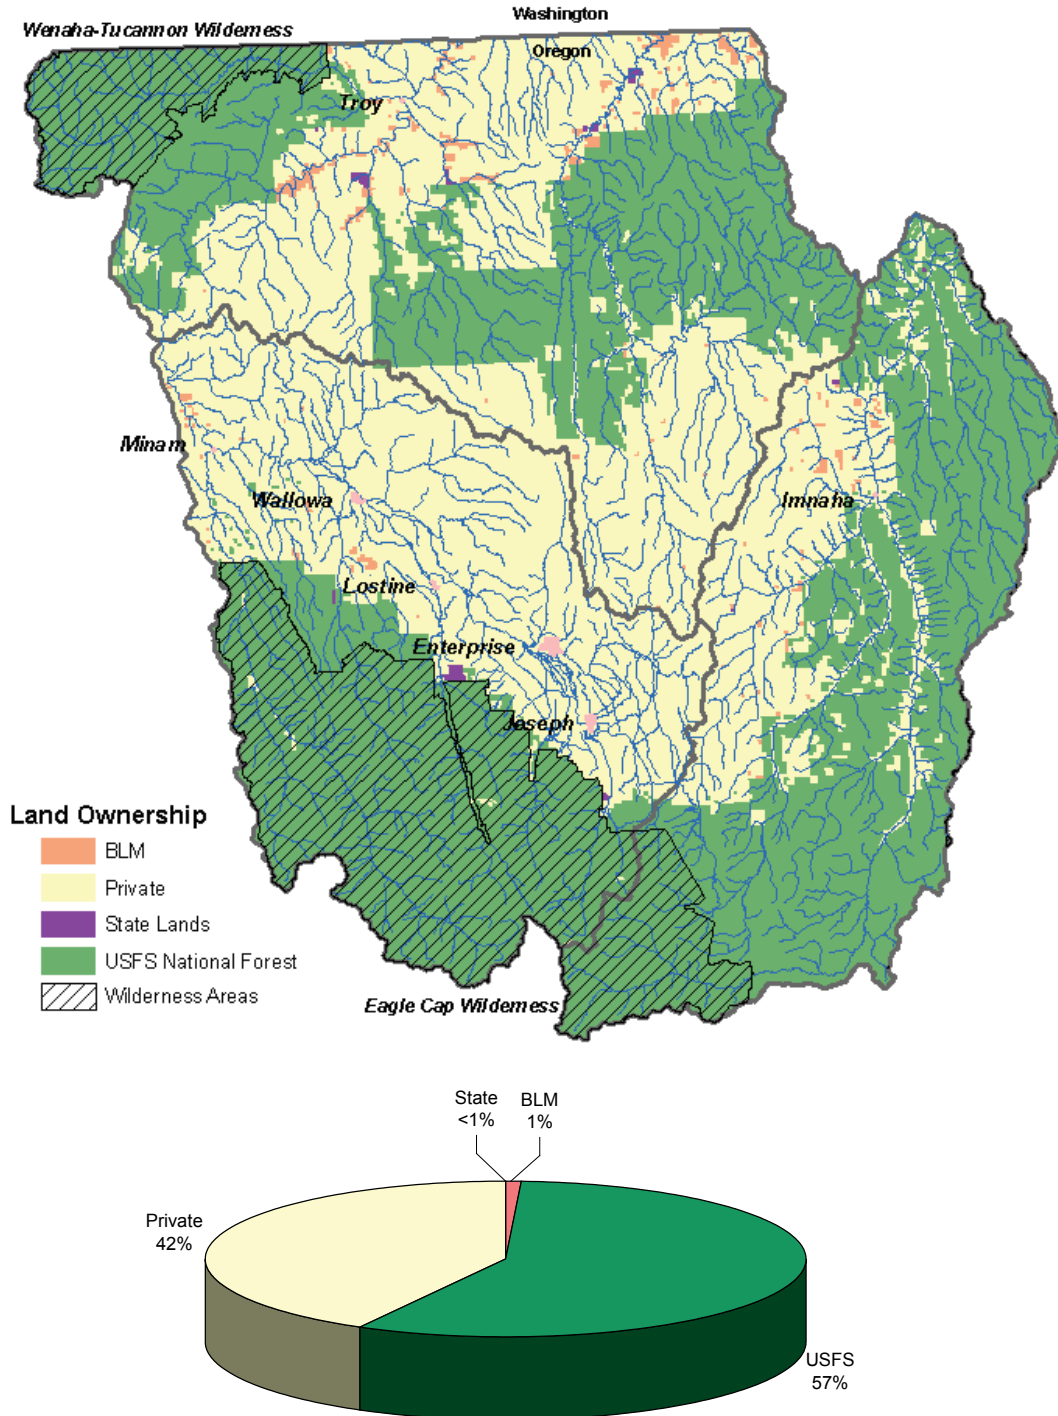 Washington
Wenaha-Tucannon Wilderness
Oregon
Troy
Minam
Wallowa
Imnaha
Lostine
Enterprise
Joseph
Land Ownership
BLM
Private
State Lands
USFS National Forest
Wilderness Areas
Eagle Cap Wilderness
State
<1%
BLM
1%
Private
42%
USFS
57%